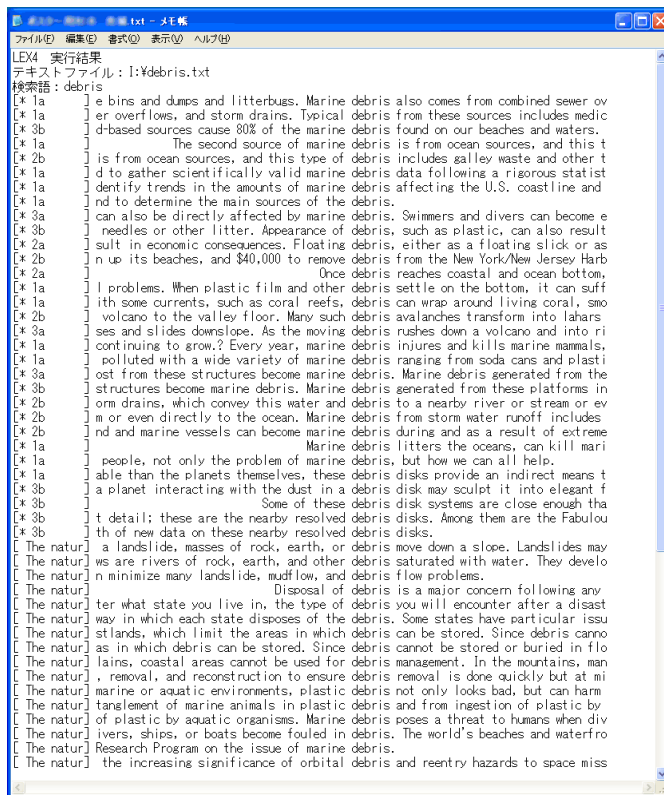 .txt - メモ帳
ファイル(F) 編集(E) 書式(O) 表示(V) ヘルプ(H)
LEX4 実行結果
テキストファイル：I:¥debris.txt
検索語：debris
[* 1a ] e bins and dumps and litterbugs. Marine debris also comes from combined sewer ov
[* 1a ] er overflows, and storm drains. Typical debris from these sources includes medic
[* 3b ] d-based sources cause 80% of the marine debris found on our beaches and waters.
[* 1a ] The second source of marine debris is from ocean sources, and this t
[* 2b ] is from ocean sources, and this type of debris includes galley waste and other t
[* 1a ] d to gather scientifically valid marine debris data following a rigorous statist
[* 1a ] dentify trends in the amounts of marine debris affecting the U.S. coastline and
[* 1a ] nd to determine the main sources of the debris.
[* 3a ] can also be directly affected by marine debris. Swimmers and divers can become e
[* 3b ] needles or other litter. Appearance of debris, such as plastic, can also result
[* 2a ] sult in economic consequences. Floating debris, either as a floating slick or as
[* 2b ] n up its beaches, and $40,000 to remove debris from the New York/New Jersey Harb
[* 2a ] Once debris reaches coastal and ocean bottom,
[* 1a ] l problems. When plastic film and other debris settle on the bottom, it can suff
[* 1a ] ith some currents, such as coral reefs, debris can wrap around living coral, smo
[* 2b ] volcano to the valley floor. Many such debris avalanches transform into lahars
[* 3a ] ses and slides downslope. As the moving debris rushes down a volcano and into ri
[* 1a ] continuing to grow.? Every year, marine debris injures and kills marine mammals,
[* 1a ] polluted with a wide variety of marine debris ranging from soda cans and plasti
[* 3a ] ost from these structures become marine debris. Marine debris generated from the
[* 3b ] structures become marine debris. Marine debris generated from these platforms in
[* 2b ] orm drains, which convey this water and debris to a nearby river or stream or ev
[* 2b ] m or even directly to the ocean. Marine debris from storm water runoff includes
[* 2b ] nd and marine vessels can become marine debris during and as a result of extreme
[* 1a ] Marine debris litters the oceans, can kill mari
[* 1a ] people, not only the problem of marine debris, but how we can all help.
[* 1a ] able than the planets themselves, these debris disks provide an indirect means t
[* 3b ] a planet interacting with the dust in a debris disk may sculpt it into elegant f
[* 3b ] Some of these debris disk systems are close enough tha
[* 3b ] t detail; these are the nearby resolved debris disks. Among them are the Fabulou
[* 3b ] th of new data on these nearby resolved debris disks.
[ The natur] a landslide, masses of rock, earth, or debris move down a slope. Landslides may
[ The natur] ws are rivers of rock, earth, and other debris saturated with water. They develo
[ The natur] n minimize many landslide, mudflow, and debris flow problems.
[ The natur] Disposal of debris is a major concern following any
[ The natur] ter what state you live in, the type of debris you will encounter after a disast
[ The natur] way in which each state disposes of the debris. Some states have particular issu
[ The natur] stlands, which limit the areas in which debris can be stored. Since debris canno
[ The natur] as in which debris can be stored. Since debris cannot be stored or buried in flo
[ The natur] lains, coastal areas cannot be used for debris management. In the mountains, man
[ The natur] , removal, and reconstruction to ensure debris removal is done quickly but at mi
[ The natur] marine or aquatic environments, plastic debris not only looks bad, but can harm
[ The natur] tanglement of marine animals in plastic debris and from ingestion of plastic by
[ The natur] of plastic by aquatic organisms. Marine debris poses a threat to humans when div
[ The natur] ivers, ships, or boats become fouled in debris. The world's beaches and waterfro
[ The natur] Research Program on the issue of marine debris.
[ The natur] the increasing significance of orbital debris and reentry hazards to space miss